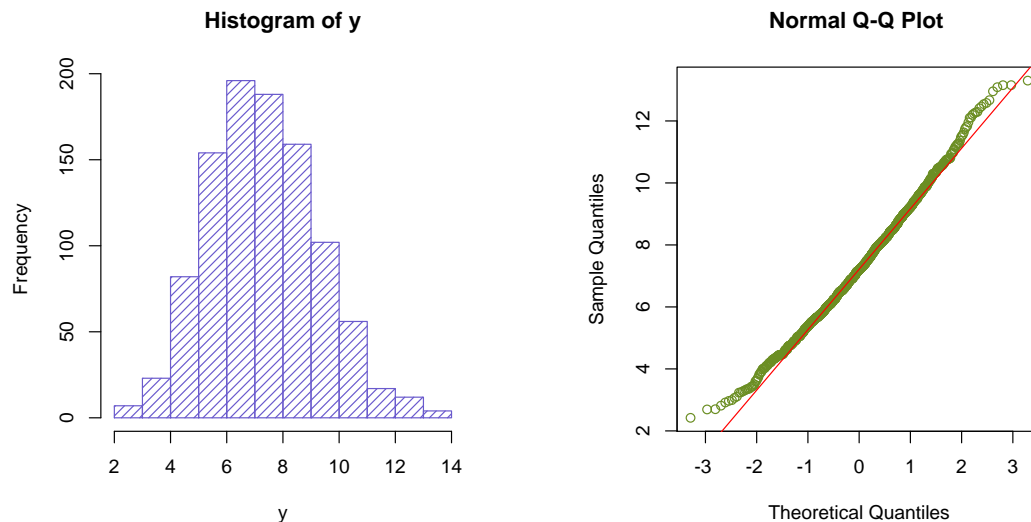 Histogram of y
Frequency
0
50
100
150
200
2 4 6 8 10 12 14
y
Normal Q-Q Plot
Sample Quantiles
2
4
6
8
10
12
-3 -2 -1 0 1 2 3
Theoretical Quantiles